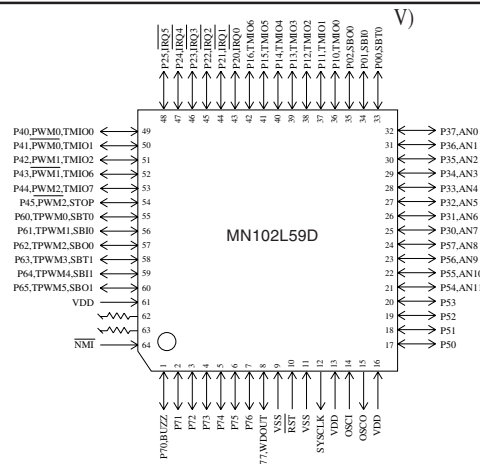 V)
P25,IRQ5
P24,IRQ4
P23,IRQ3
P22,IRQ2
P21,IRQ1
P20,IRQ0
P16,TMIO6
P15,TMIO5
P14,TMIO4
P13,TMIO3
P12,TMIO2
P11,TMIO1
P10,TMIO0
P02,SBO0
P01,SBI0
P00,SBT0
48 47 46 45 44 43 42 41 40 39 38 37 36 35 34 33
P40,PWM0,TMIO0 49
P41,PWM0,TMIO1 50
P42,PWM1,TMIO2 51
P43,PWM1,TMIO6 52
P44,PWM2,TMIO7 53
P45,PWM2,STOP 54
P60,TPWM0,SBT0 55
P61,TPWM1,SBI0 56
P62,TPWM2,SBO0 57
P63,TPWM3,SBT1 58
P64,TPWM4,SBI1 59
P65,TPWM5,SBO1 60
VDD 61
62
63
NMI 64
MN102L59D
32 P37,AN0
31 P36,AN1
30 P35,AN2
29 P34,AN3
28 P33,AN4
27 P32,AN5
26 P31,AN6
25 P30,AN7
24 P57,AN8
23 P56,AN9
22 P55,AN10
21 P54,AN11
20 P53
19 P52
18 P51
17 P50
1 2 3 4 5 6 7 8 9 10 11 12 13 14 15 16
P70,BUZZ
P71
P72
P73
P74
P75
P76
77,WDOUT
VSS
RST
VSS
SYSCLK
VDD
OSCI
OSCO
VDD